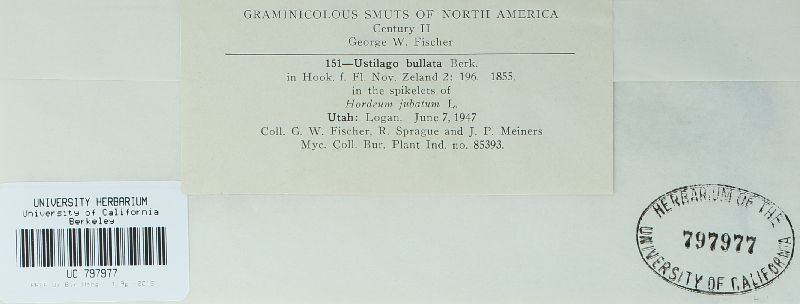 GRAMINICOLOUS SMUTS OF NORTH AMERICA
Century II
George W. Fischer
151—Ustilago bullata Berk.
in Hook. f. Fl. Nov. Zeland 2: 196. 1855.
in the spikelets of
Hordeum jubatum L.
Utah: Logan. June 7, 1947
Coll. G. W. Fischer, R. Sprague and J. P. Meiners
Myc. Coll. Bur. Plant Ind. no. 85393.
UNIVERSITY HERBARIUM
University of California
Berkeley
UC 797977
HERBARIUM OF THE
797977
UNIVERSITY OF CALIFORNIA